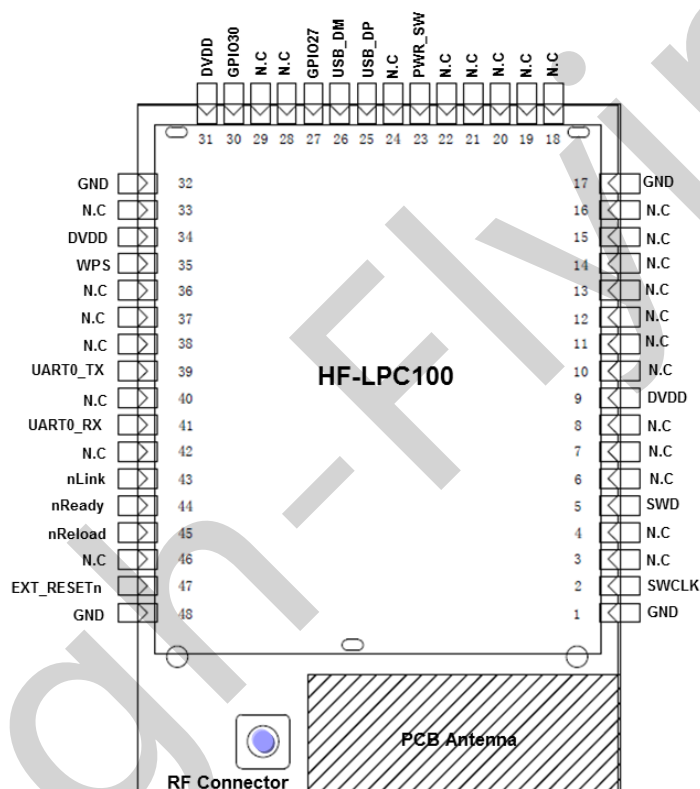 DVDD GPIO30 N.C N.C GPIO27 USB_DM USB_DP N.C PWR_SW N.C N.C N.C N.C N.C
31 30 29 28 27 26 25 24 23 22 21 20 19 18
GND 32 17 GND
N.C 33 16 N.C
DVDD 34 15 N.C
WPS 35 14 N.C
N.C 36 13 N.C
N.C 37 12 N.C
N.C 38 11 N.C
UART0_TX 39 10 N.C
HF-LPC100
N.C 40 9 DVDD
UART0_RX 41 8 N.C
N.C 42 7 N.C
nLink 43 6 N.C
nReady 44 5 SWD
nReload 45 4 N.C
N.C 46 3 N.C
EXT_RESETn 47 2 SWCLK
GND 48 1 GND
PCB Antenna
RF Connector
gh-Flyin